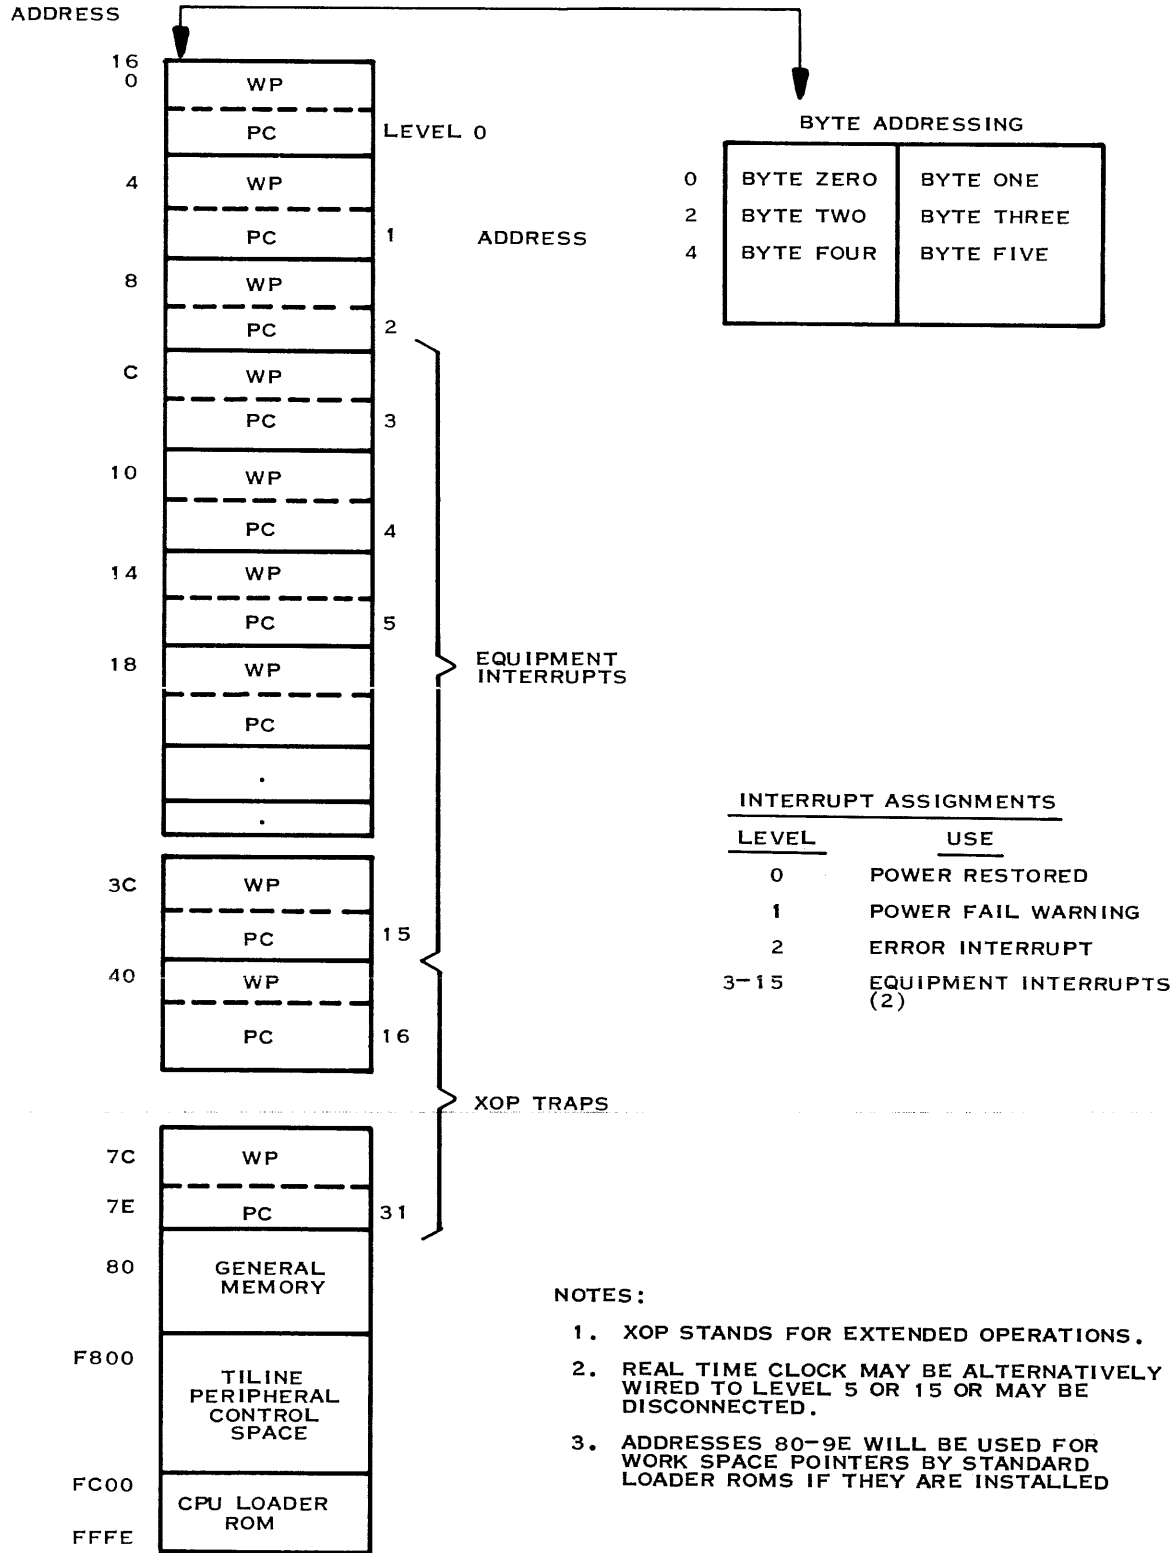 ADDRESS
16
0 WP
PC LEVEL 0
4 WP
PC 1
8 WP
PC 2
C WP
PC 3
10 WP
PC 4
14 WP
PC 5
18 WP
PC
.
.
3C WP
PC 15
40 WP
PC 16
7C WP
7E PC 31
80 GENERAL
MEMORY
F800
TILINE
PERIPHERAL
CONTROL
SPACE
FC00
CPU LOADER
ROM
FFFE
EQUIPMENT
INTERRUPTS
XOP TRAPS
BYTE ADDRESSING
ADDRESS
0 BYTE ZERO BYTE ONE
2 BYTE TWO BYTE THREE
4 BYTE FOUR BYTE FIVE
INTERRUPT ASSIGNMENTS
LEVEL USE
0 POWER RESTORED
1 POWER FAIL WARNING
2 ERROR INTERRUPT
3-15 EQUIPMENT INTERRUPTS
(2)
NOTES:
1. XOP STANDS FOR EXTENDED OPERATIONS.
2. REAL TIME CLOCK MAY BE ALTERNATIVELY
WIRED TO LEVEL 5 OR 15 OR MAY BE
DISCONNECTED.
3. ADDRESSES 80-9E WILL BE USED FOR
WORK SPACE POINTERS BY STANDARD
LOADER ROMS IF THEY ARE INSTALLED